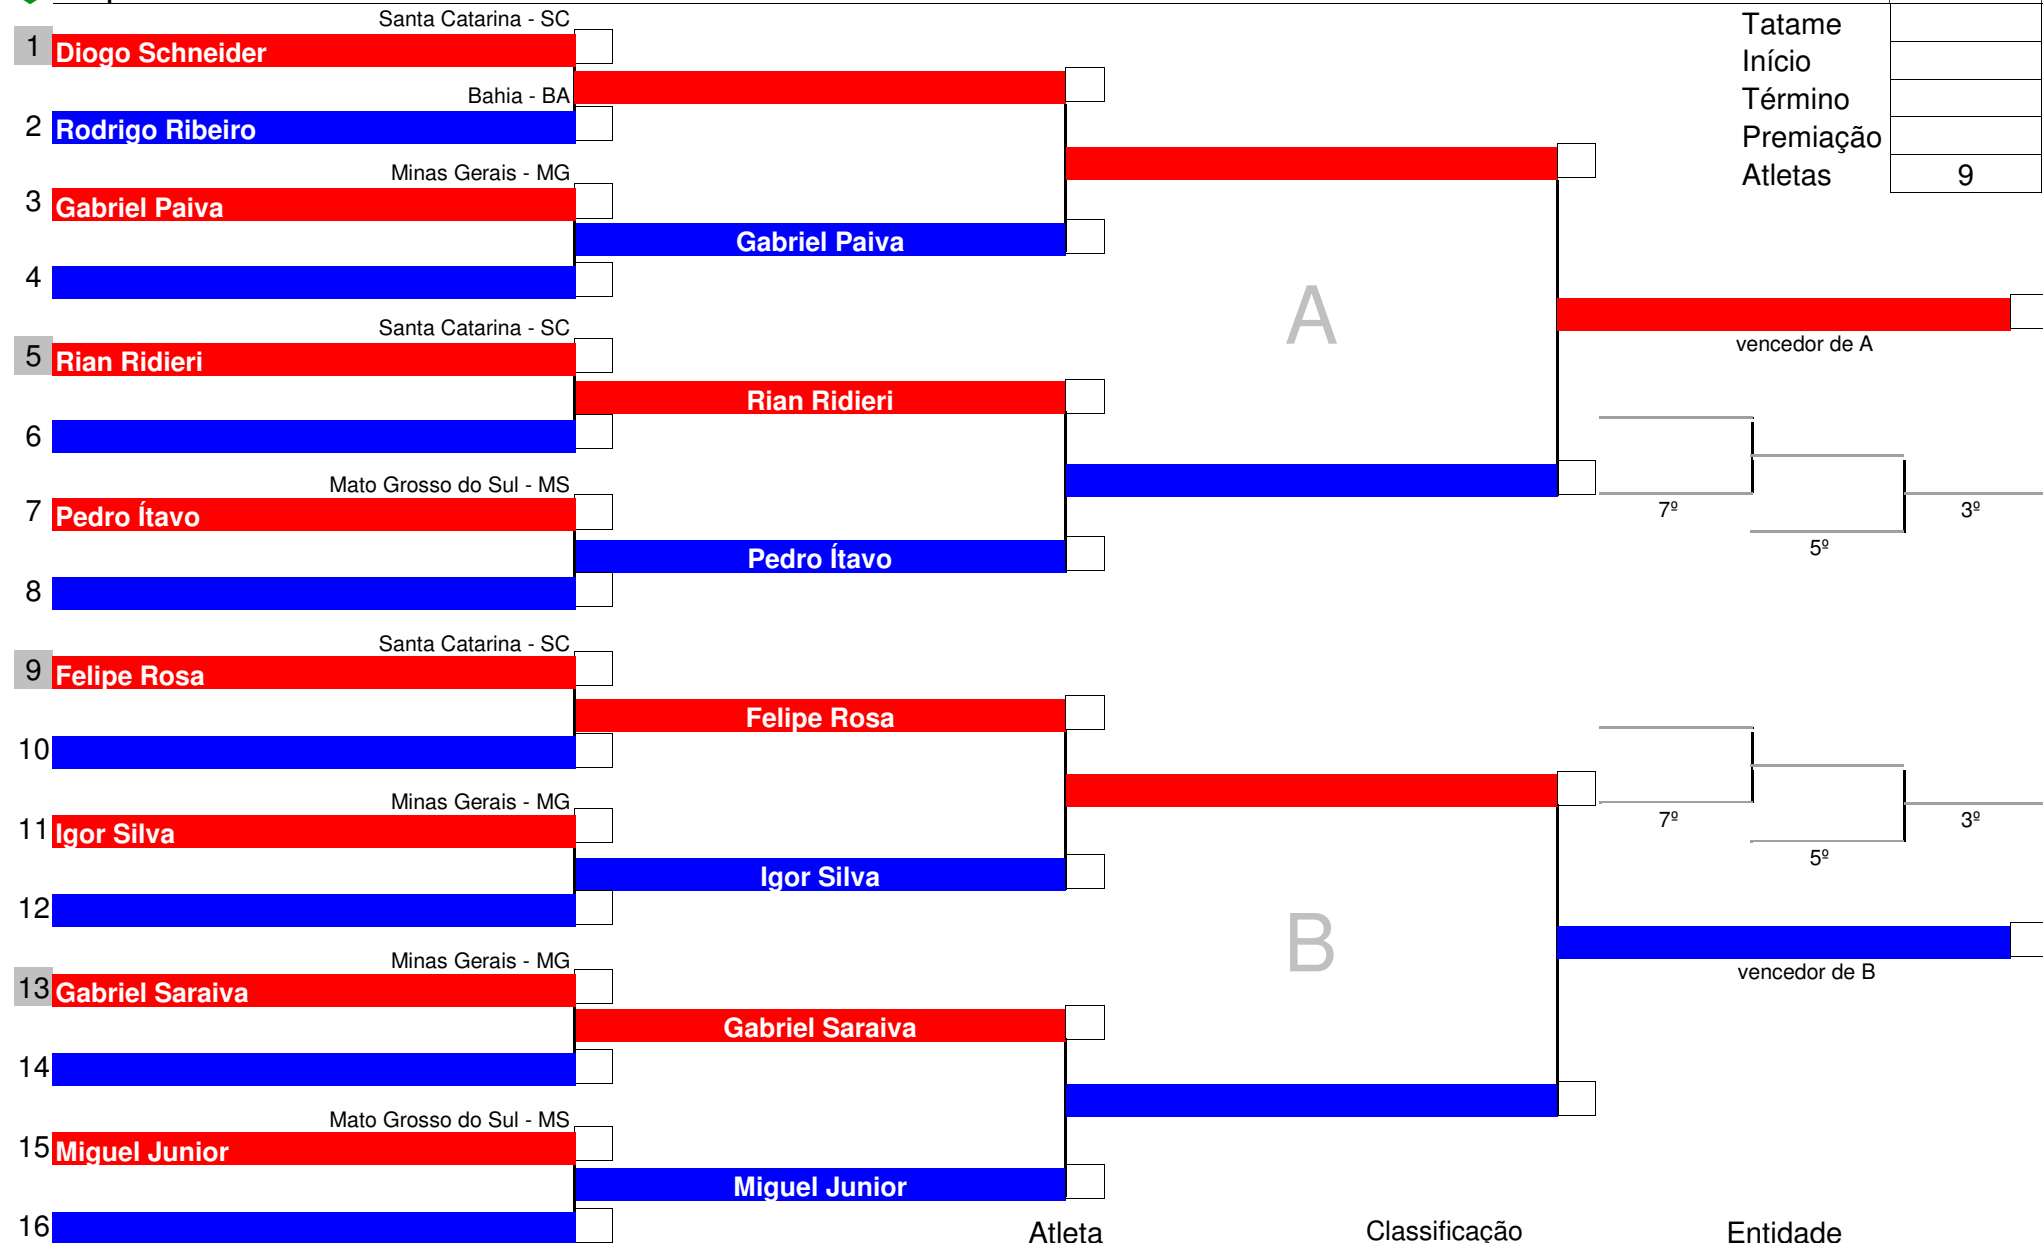 Santa Catarina - SC
1 Diogo Schneider
Bahia - BA
2 Rodrigo Ribeiro
Minas Gerais - MG
3 Gabriel Paiva
Gabriel Paiva
4
Santa Catarina - SC
5 Rian Ridieri
Rian Ridieri
6
Mato Grosso do Sul - MS
7 Pedro Ítavo
Pedro Ítavo
8
Santa Catarina - SC
9 Felipe Rosa
Felipe Rosa
10
Minas Gerais - MG
11 Igor Silva
Igor Silva
12
Minas Gerais - MG
13 Gabriel Saraiva
Gabriel Saraiva
14
Mato Grosso do Sul - MS
15 Miguel Junior
Miguel Junior
16
A
B
Tatame
Início
Término
Premiação
Atletas 9
vencedor de A
7º
3º
5º
7º
3º
5º
vencedor de B
Atleta Classificação Entidade